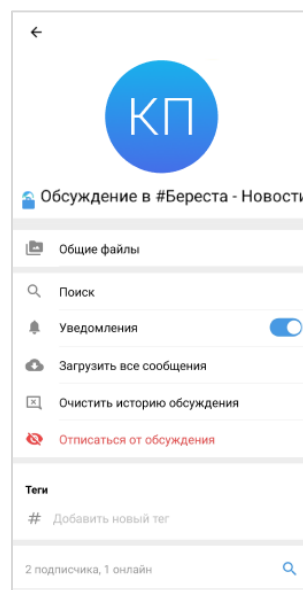 КП
Обсуждение в #Береста - Новости
Общие файлы
Поиск
Уведомления
Загрузить все сообщения
Очистить историю обсуждения
Отписаться от обсуждения
Теги
# Добавить новый тег
2 подписчика, 1 онлайн